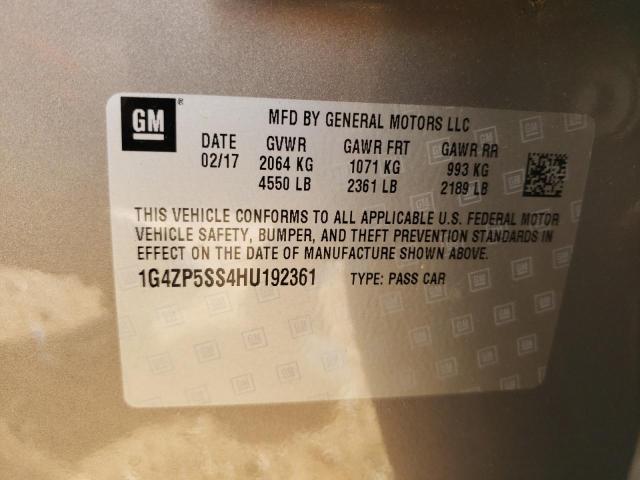 GM®
MFD BY GENERAL MOTORS LLC
DATE GVWR GAWR FRT GAWR RR
02/17 2064 KG 1071 KG 993 KG
4550 LB 2361 LB 2189 LB
THIS VEHICLE CONFORMS TO ALL APPLICABLE U.S. FEDERAL MOTOR
VEHICLE SAFETY, BUMPER, AND THEFT PREVENTION STANDARDS IN
EFFECT ON THE DATE OF MANUFACTURE SHOWN ABOVE.
1G4ZP5SS4HU192361 TYPE: PASS CAR